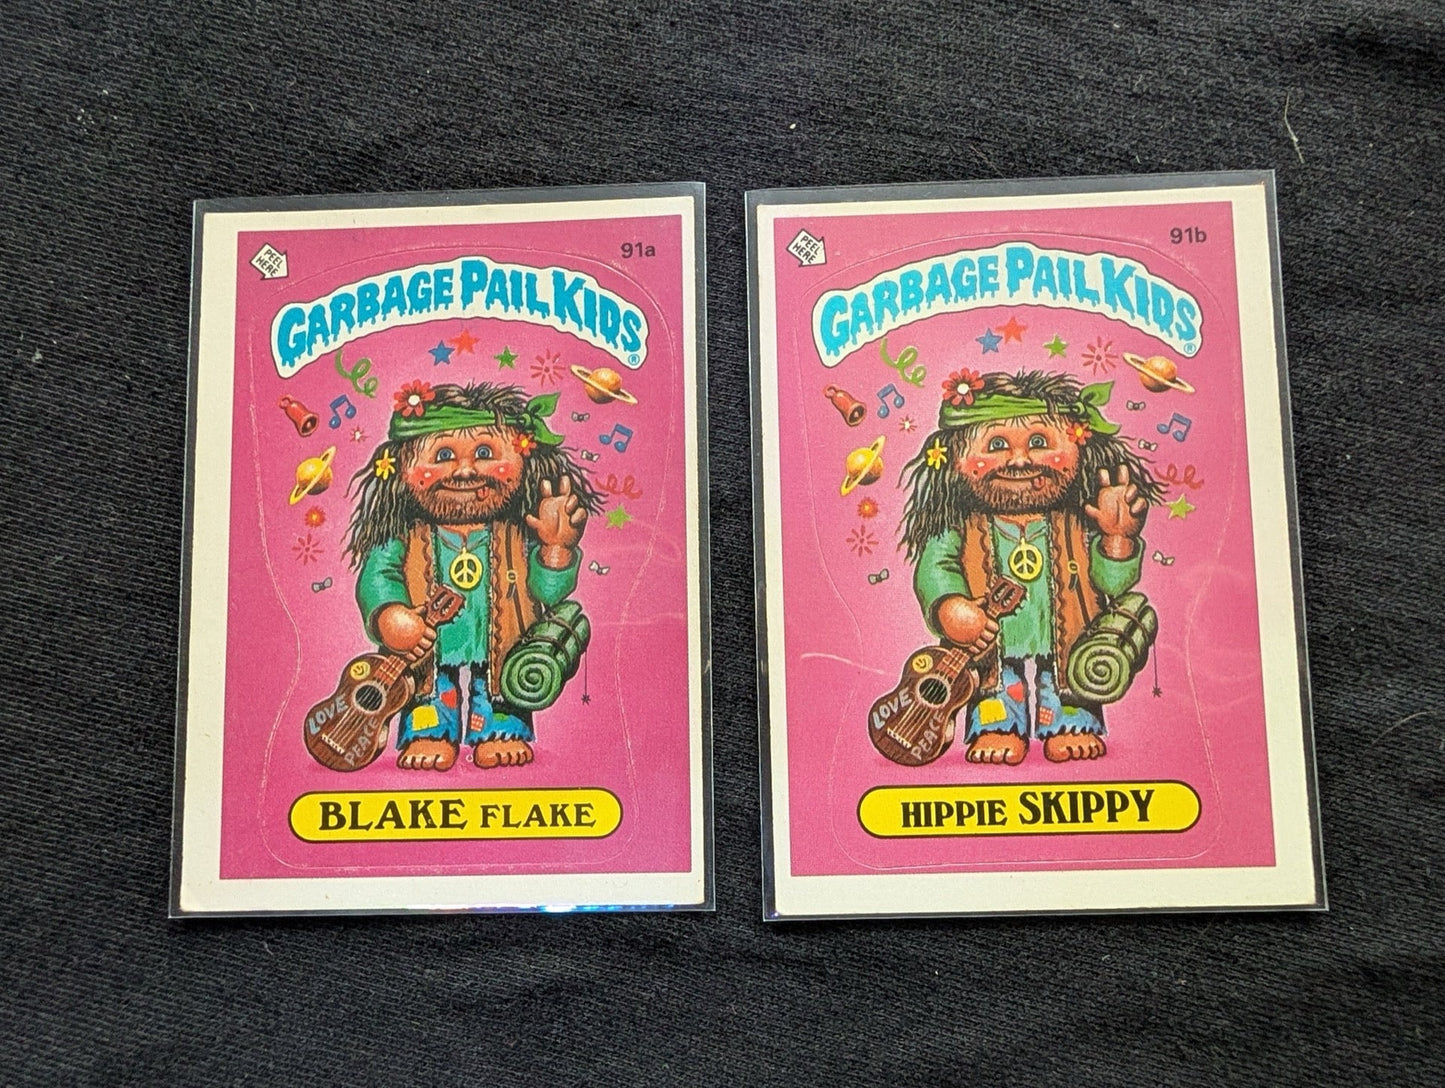 PEEL
HERE
91a
GARBAGE PAIL KIDS®
LOVE
PEACE
BLAKE FLAKE
PEEL
HERE
91b
GARBAGE PAIL KIDS®
LOVE
PEACE
HIPPIE SKIPPY